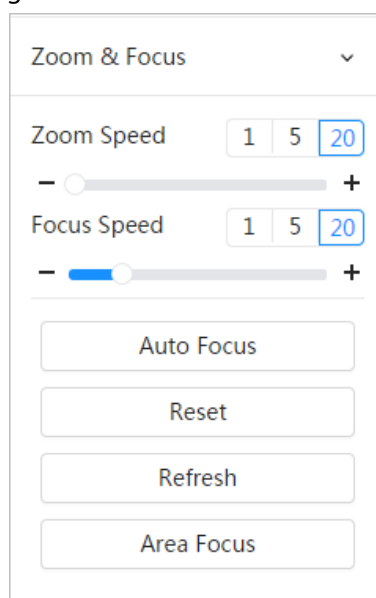 Zoom & Focus
Zoom Speed 1 5 20
− +
Focus Speed 1 5 20
− +
Auto Focus
Reset
Refresh
Area Focus